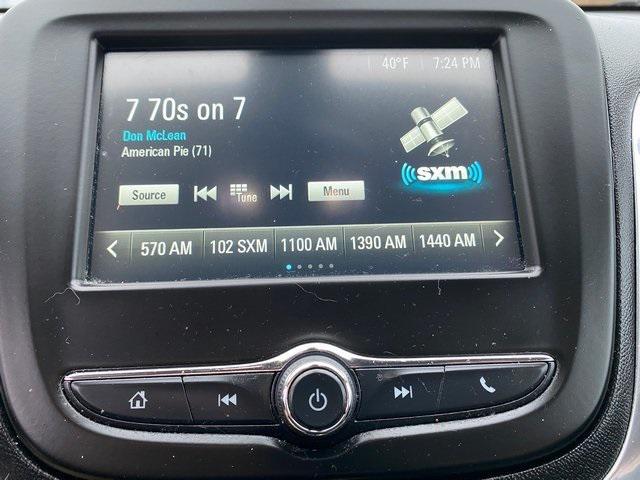 40°F 7:24 PM
7 70s on 7
Don McLean
American Pie (71)
((sxm))
Source Tune Menu
570 AM 102 SXM 1100 AM 1390 AM 1440 AM